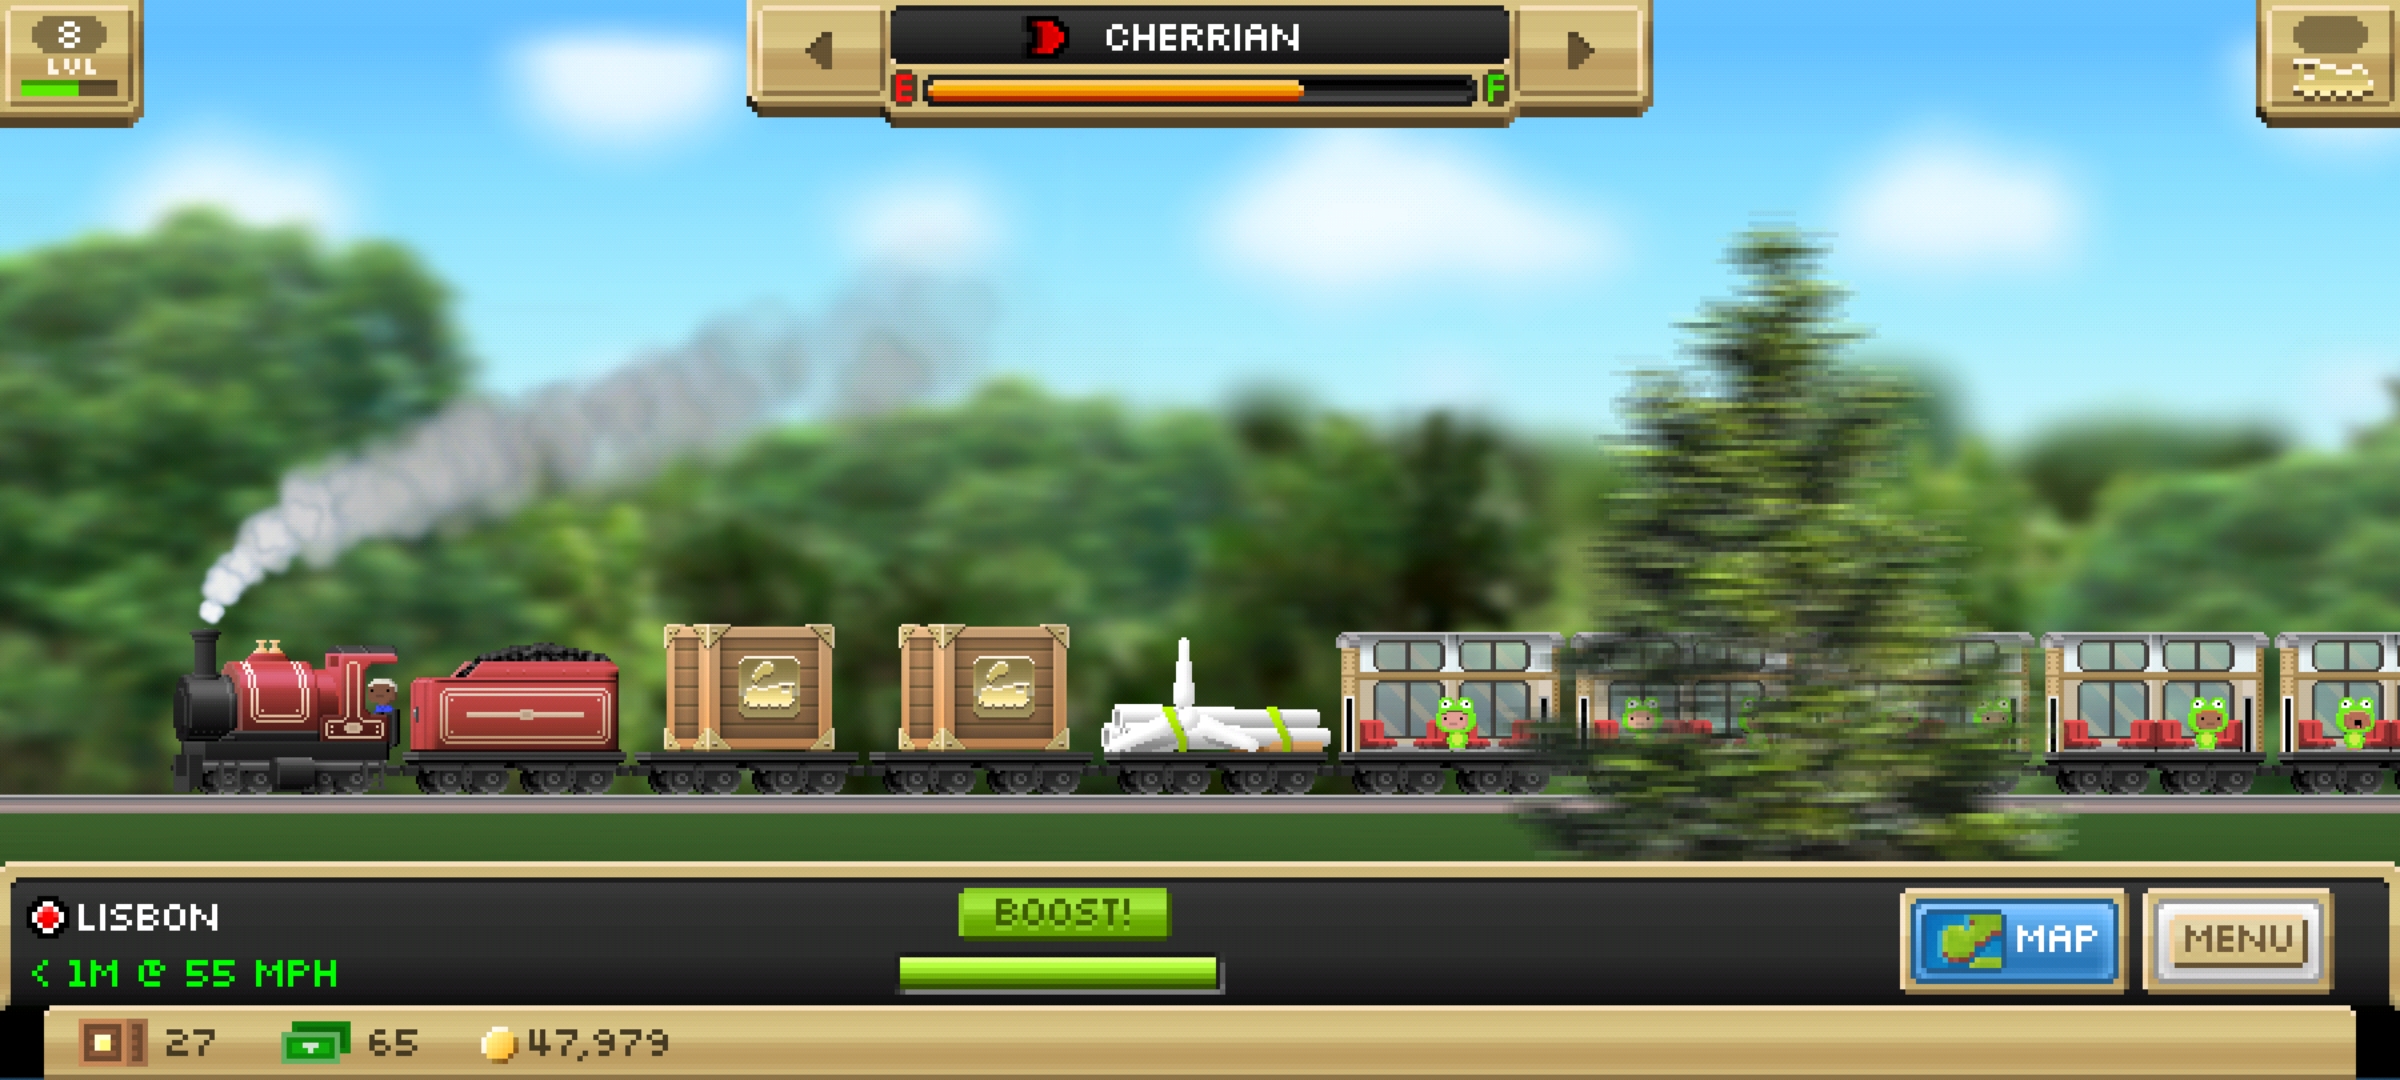 8
LVL
CHERRIAN
E F
LISBON
BOOST!
< 1M @ 55 MPH
MAP
MENU
27 65 47,979